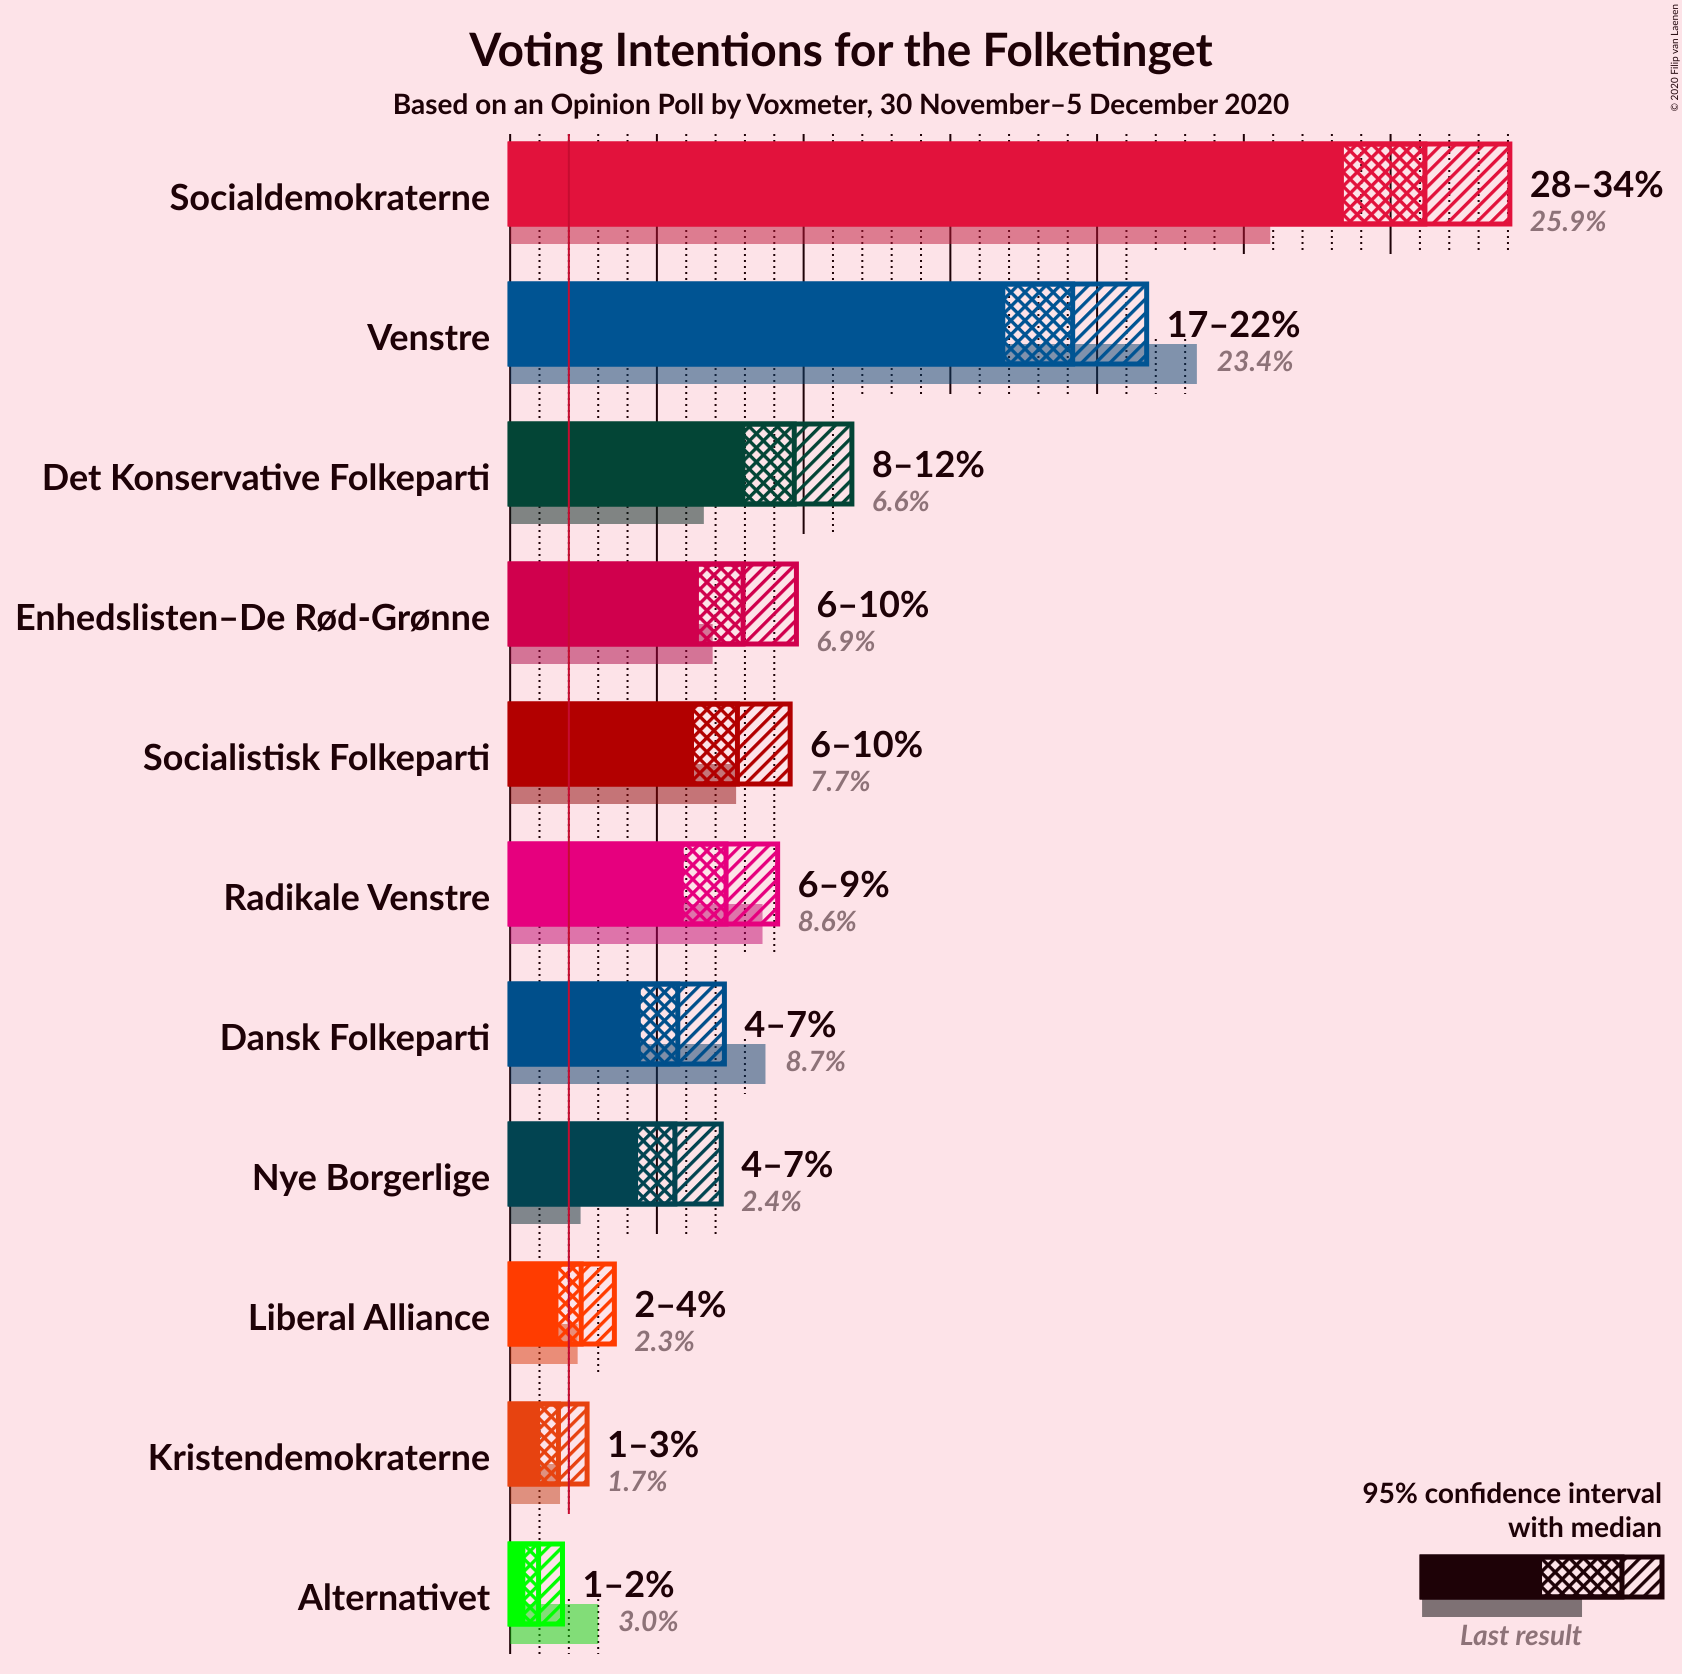 Voting Intentions for the Folketinget
Based on an Opinion Poll by Voxmeter, 30 November–5 December 2020
© 2020 Filip van Laenen
Socialdemokraterne
28–34%
25.9%
Venstre
17–22%
23.4%
Det Konservative Folkeparti
8–12%
6.6%
Enhedslisten–De Rød-Grønne
6–10%
6.9%
Socialistisk Folkeparti
6–10%
7.7%
Radikale Venstre
6–9%
8.6%
Dansk Folkeparti
4–7%
8.7%
Nye Borgerlige
4–7%
2.4%
Liberal Alliance
2–4%
2.3%
Kristendemokraterne
1–3%
1.7%
Alternativet
1–2%
3.0%
95% confidence interval
with median
Last result